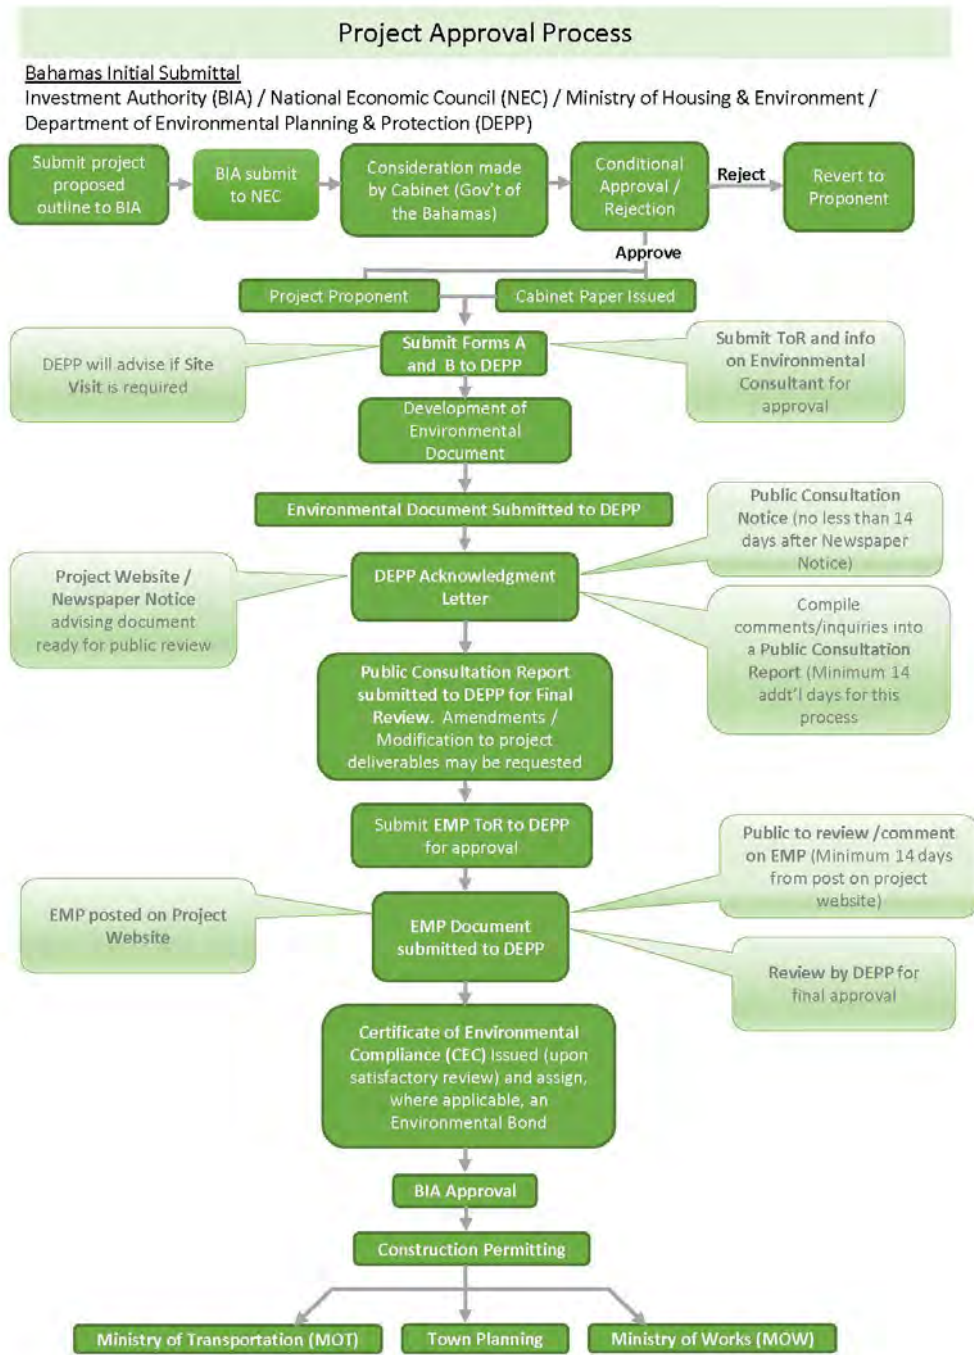 Project Approval Process
Bahamas Initial Submittal
Investment Authority (BIA) / National Economic Council (NEC) / Ministry of Housing & Environment /
Department of Environmental Planning & Protection (DEPP)
Submit project
proposed
outline to BIA
BIA submit
to NEC
Consideration made
by Cabinet (Gov't of
the Bahamas)
Conditional
Approval /
Rejection
Reject
Revert to
Proponent
Approve
Project Proponent
Cabinet Paper Issued
DEPP will advise if Site
Visit is required
Submit Forms A
and B to DEPP
Submit ToR and info
on Environmental
Consultant for
approval
Development of
Environmental
Document
Environmental Document Submitted to DEPP
Public Consultation
Notice (no less than 14
days after Newspaper
Notice)
Project Website /
Newspaper Notice
advising document
ready for public review
DEPP Acknowledgment
Letter
Compile
comments/inquiries into
a Public Consultation
Report (Minimum 14
addt'l days for this
process
Public Consultation Report
submitted to DEPP for Final
Review. Amendments /
Modification to project
deliverables may be requested
Submit EMP ToR to DEPP
for approval
Public to review /comment
on EMP (Minimum 14 days
from post on project
website)
EMP posted on Project
Website
EMP Document
submitted to DEPP
Review by DEPP for
final approval
Certificate of Environmental
Compliance (CEC) Issued (upon
satisfactory review) and assign,
where applicable, an
Environmental Bond
BIA Approval
Construction Permitting
Ministry of Transportation (MOT)
Town Planning
Ministry of Works (MOW)